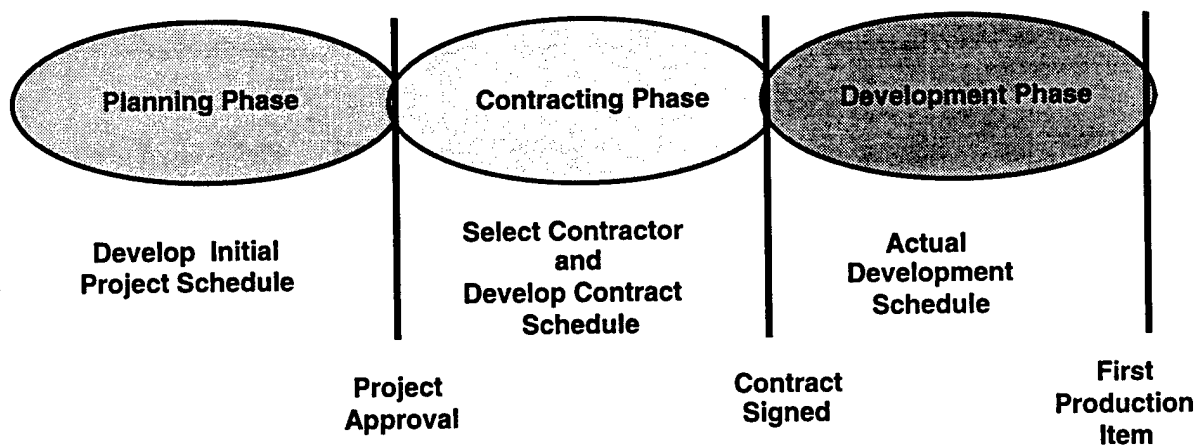 Planning Phase
Contracting Phase
Development Phase
Develop Initial
Project Schedule
Select Contractor
and
Develop Contract
Schedule
Actual
Development
Schedule
Project
Approval
Contract
Signed
First
Production
Item